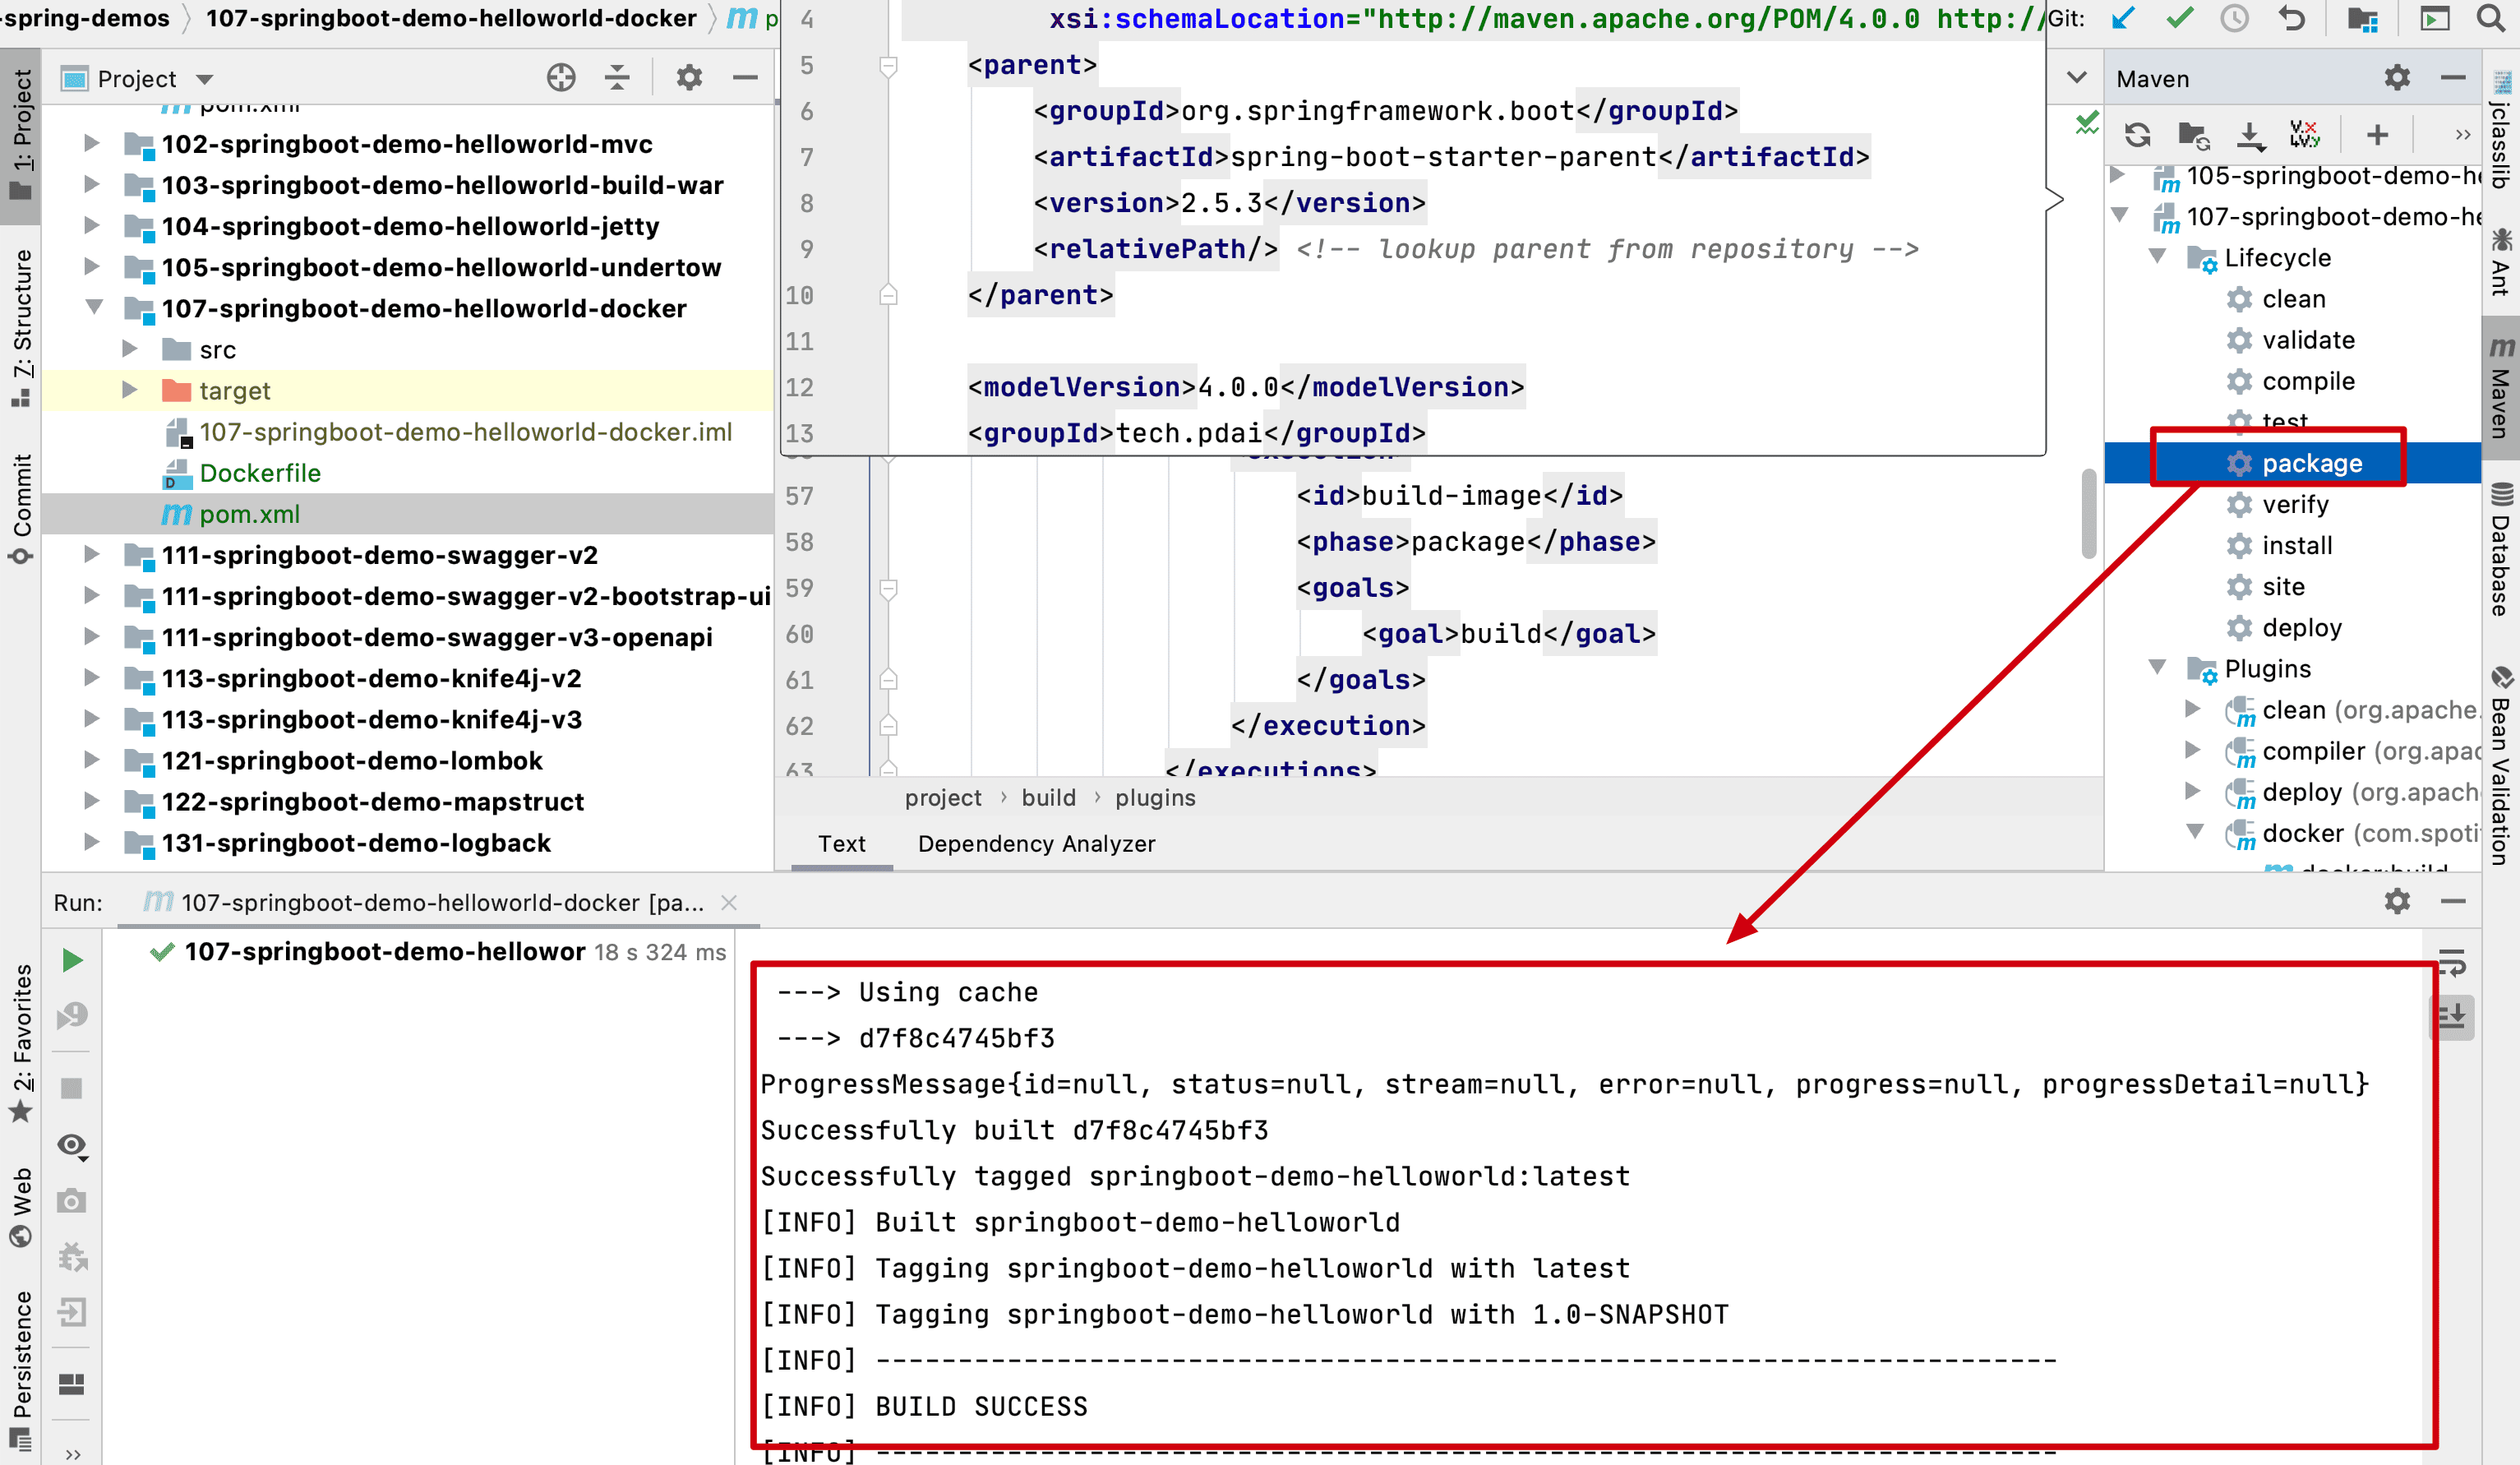 -spring-demos 〉 107-springboot-demo-helloworld-docker 〉 m p
Git:
1: Project
7: Structure
Commit
2: Favorites
Web
Persistence
Project
pom.xml
102-springboot-demo-helloworld-mvc
103-springboot-demo-helloworld-build-war
104-springboot-demo-helloworld-jetty
105-springboot-demo-helloworld-undertow
107-springboot-demo-helloworld-docker
src
target
107-springboot-demo-helloworld-docker.iml
Dockerfile
pom.xml
111-springboot-demo-swagger-v2
111-springboot-demo-swagger-v2-bootstrap-ui
111-springboot-demo-swagger-v3-openapi
113-springboot-demo-knife4j-v2
113-springboot-demo-knife4j-v3
121-springboot-demo-lombok
122-springboot-demo-mapstruct
131-springboot-demo-logback
4 xsi:schemaLocation="http://maven.apache.org/POM/4.0.0 http://
5 <parent>
6 <groupId>org.springframework.boot</groupId>
7 <artifactId>spring-boot-starter-parent</artifactId>
8 <version>2.5.3</version>
9 <relativePath/> <!-- lookup parent from repository -->
10 </parent>
11
12 <modelVersion>4.0.0</modelVersion>
13 <groupId>tech.pdai</groupId>
57 <id>build-image</id>
58 <phase>package</phase>
59 <goals>
60 <goal>build</goal>
61 </goals>
62 </execution>
63 </executions>
project › build › plugins
Text Dependency Analyzer
Maven
105-springboot-demo-he
107-springboot-demo-he
Lifecycle
clean
validate
compile
test
package
verify
install
site
deploy
Plugins
clean (org.apache.
compiler (org.apac
deploy (org.apach
docker (com.spoti
docker:build
jclasslib
Ant
Maven
Database
Bean Validation
Run: 107-springboot-demo-helloworld-docker [pa...
107-springboot-demo-hellowor 18 s 324 ms
---> Using cache
---> d7f8c4745bf3
ProgressMessage{id=null, status=null, stream=null, error=null, progress=null, progressDetail=null}
Successfully built d7f8c4745bf3
Successfully tagged springboot-demo-helloworld:latest
[INFO] Built springboot-demo-helloworld
[INFO] Tagging springboot-demo-helloworld with latest
[INFO] Tagging springboot-demo-helloworld with 1.0-SNAPSHOT
[INFO] ------------------------------------------------------------------------
[INFO] BUILD SUCCESS
[INFO] ------------------------------------------------------------------------